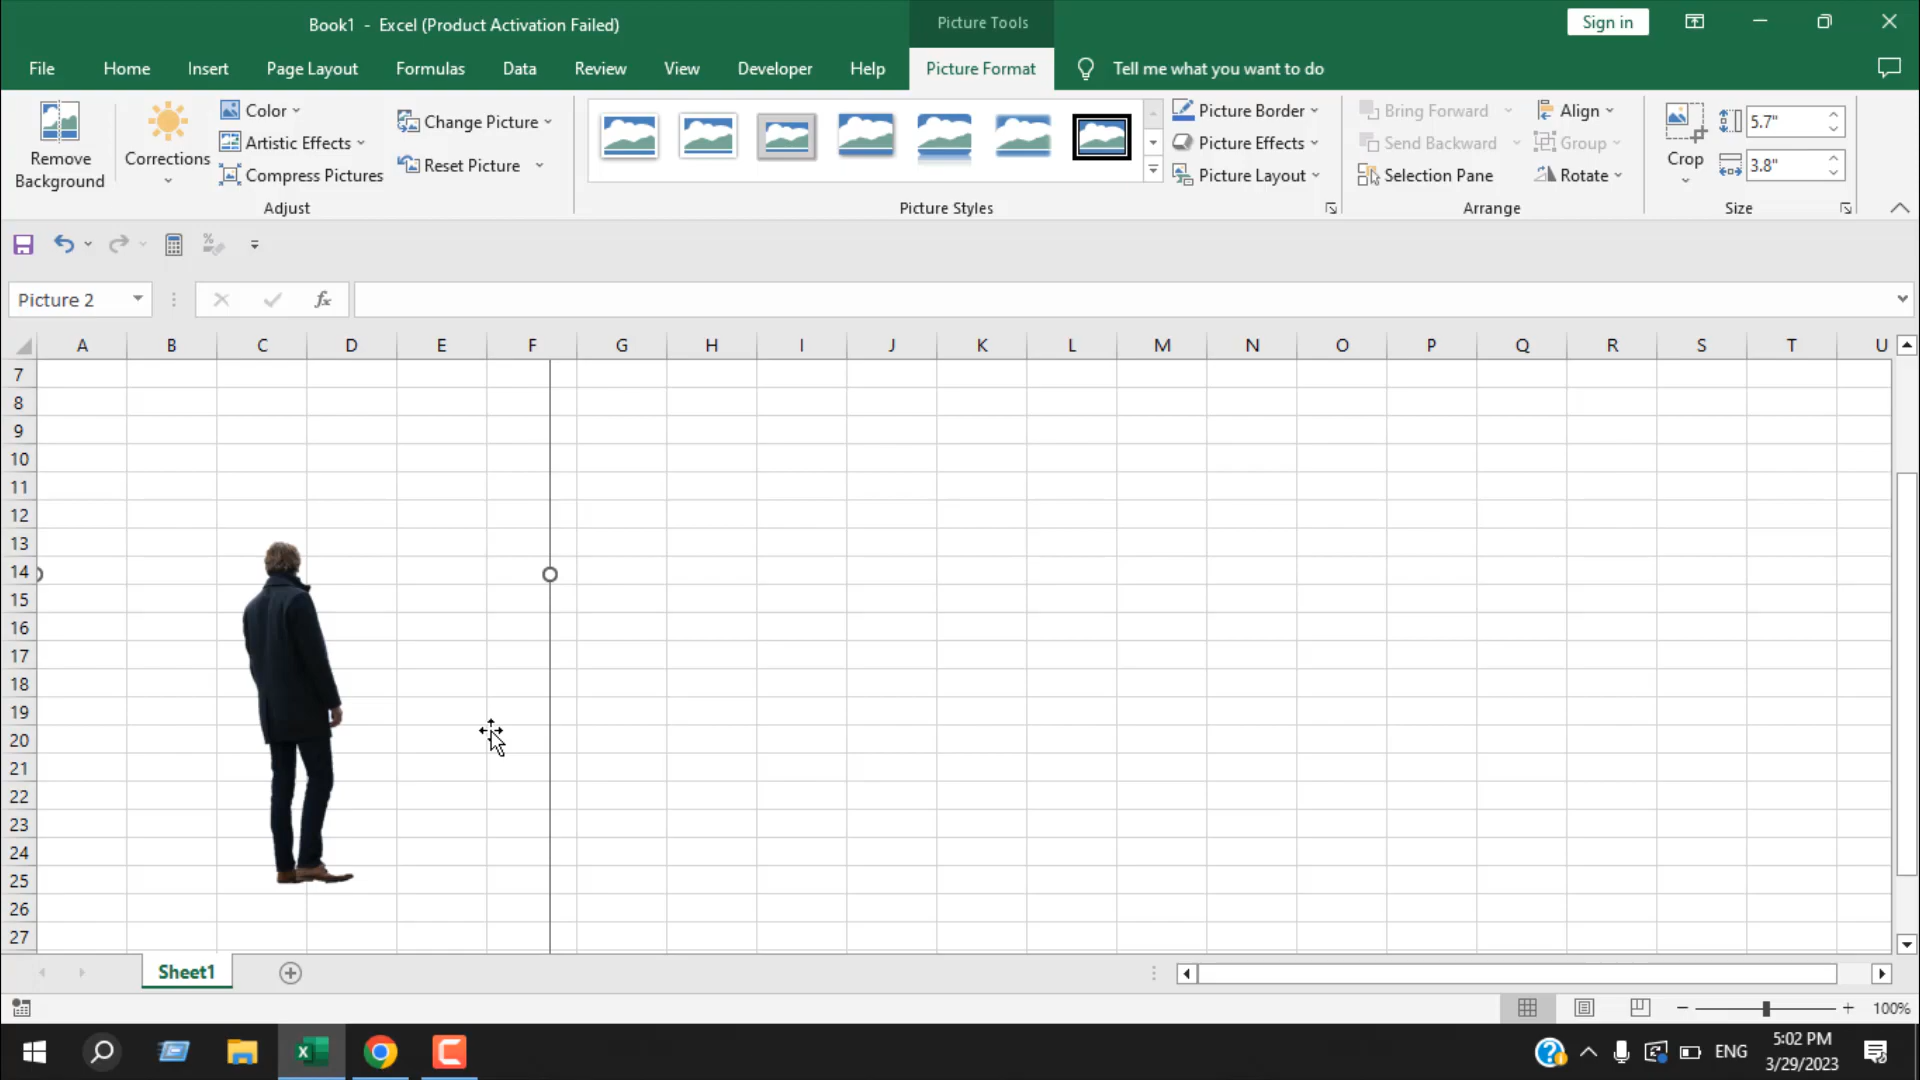 Book1 - Excel (Product Activation Failed)
Picture Tools
Sign in
File Home Insert Page Layout Formulas Data Review View Developer Help Picture Format Tell me what you want to do
Remove Background
Corrections
Color
Artistic Effects
Compress Pictures
Change Picture
Reset Picture
Adjust
Picture Styles
Picture Border
Picture Effects
Picture Layout
Bring Forward
Send Backward
Selection Pane
Align
Group
Rotate
Arrange
Crop
5.7"
3.8"
Size
Picture 2
fx
A B C D E F G H I J K L M N O P Q R S T U
7
8
9
10
11
12
13
14
15
16
17
18
19
20
21
22
23
24
25
26
27
Sheet1
100%
ENG
5:02 PM
3/29/2023